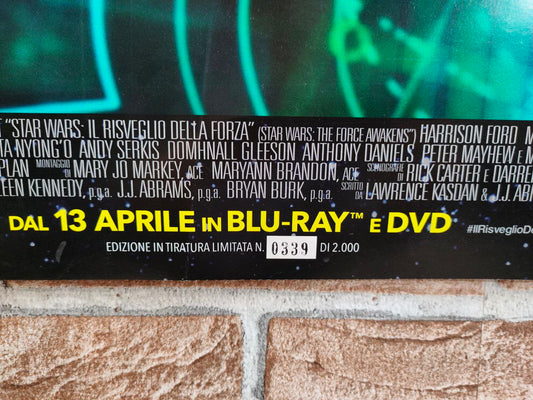 "STAR WARS: IL RISVEGLIO DELLA FORZA" (STAR WARS: THE FORCE AWAKENS) HARRISON FORD
NYONG'O ANDY SERKIS DOMHNALL GLEESON ANTHONY DANIELS PETER MAYHEW E
MONTAGGIO DI MARY JO MARKEY, ACE MARYANN BRANDON, ACE SCENOGRAFIE DI RICK CARTER E DARREN
KENNEDY, p.g.a. J.J. ABRAMS, p.g.a. BRYAN BURK, p.g.a. SCRITTO DA LAWRENCE KASDAN & J.J.
DAL 13 APRILE IN BLU-RAY™ E DVD #IlRisveglioDe
EDIZIONE IN TIRATURA LIMITATA N. 0339 DI 2.000